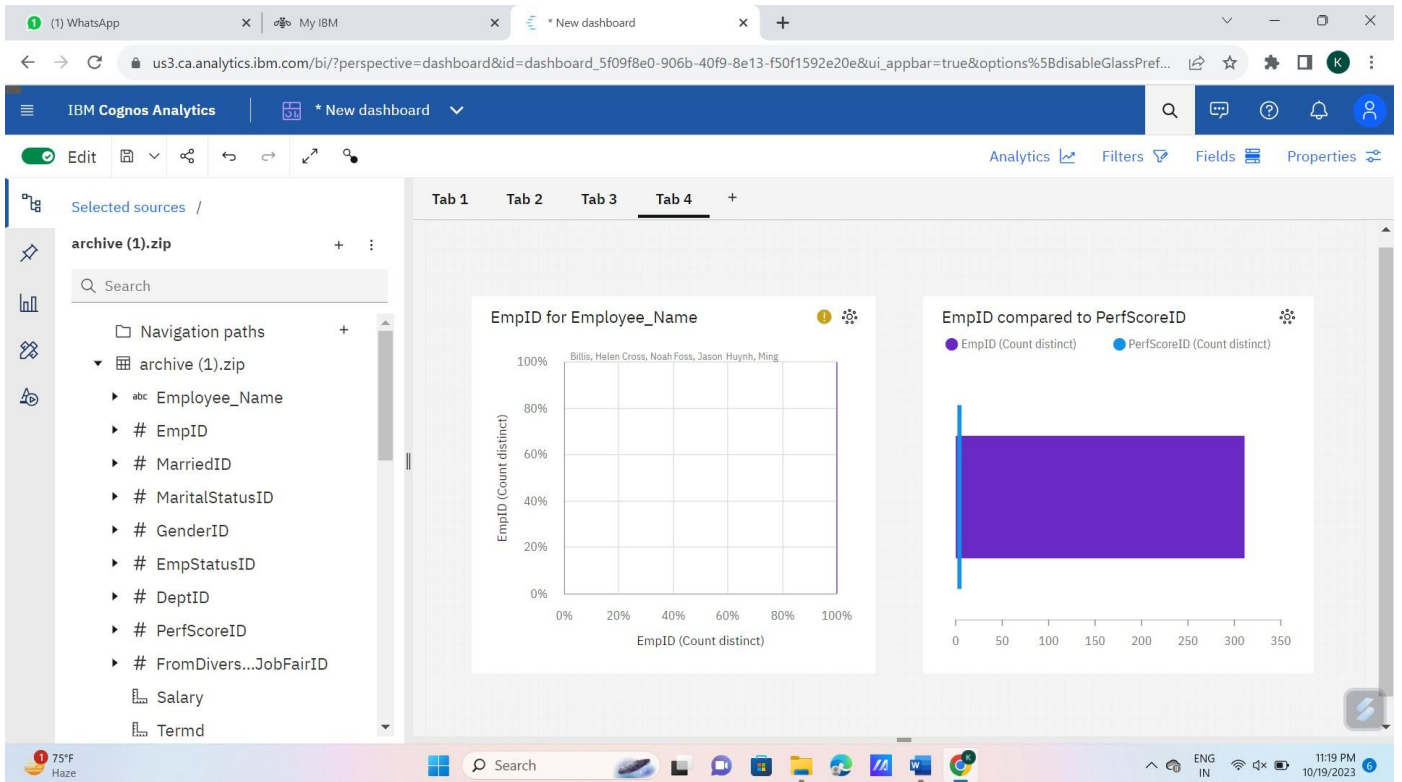 1 (1) WhatsApp
My IBM
* New dashboard
us3.ca.analytics.ibm.com/bi/?perspective=dashboard&id=dashboard_5f09f8e0-906b-40f9-8e13-f50f1592e20e&ui_appbar=true&options%5BdisableGlassPref... K
IBM Cognos Analytics * New dashboard
Edit Analytics Filters Fields Properties
Selected sources /
archive (1).zip
Search
Navigation paths
archive (1).zip
abc Employee_Name
# EmpID
# MarriedID
# MaritalStatusID
# GenderID
# EmpStatusID
# DeptID
# PerfScoreID
# FromDivers...JobFairID
Salary
Termd
Tab 1 Tab 2 Tab 3 Tab 4 +
EmpID for Employee_Name
Billis, Helen Cross, Noah Foss, Jason Huynh, Ming
100%
80%
60%
40%
20%
0%
EmpID (Count distinct)
0% 20% 40% 60% 80% 100%
EmpID (Count distinct)
EmpID compared to PerfScoreID
EmpID (Count distinct) PerfScoreID (Count distinct)
0 50 100 150 200 250 300 350
1 75°F
Haze
Search
ENG
IN
11:19 PM
10/19/2023
6